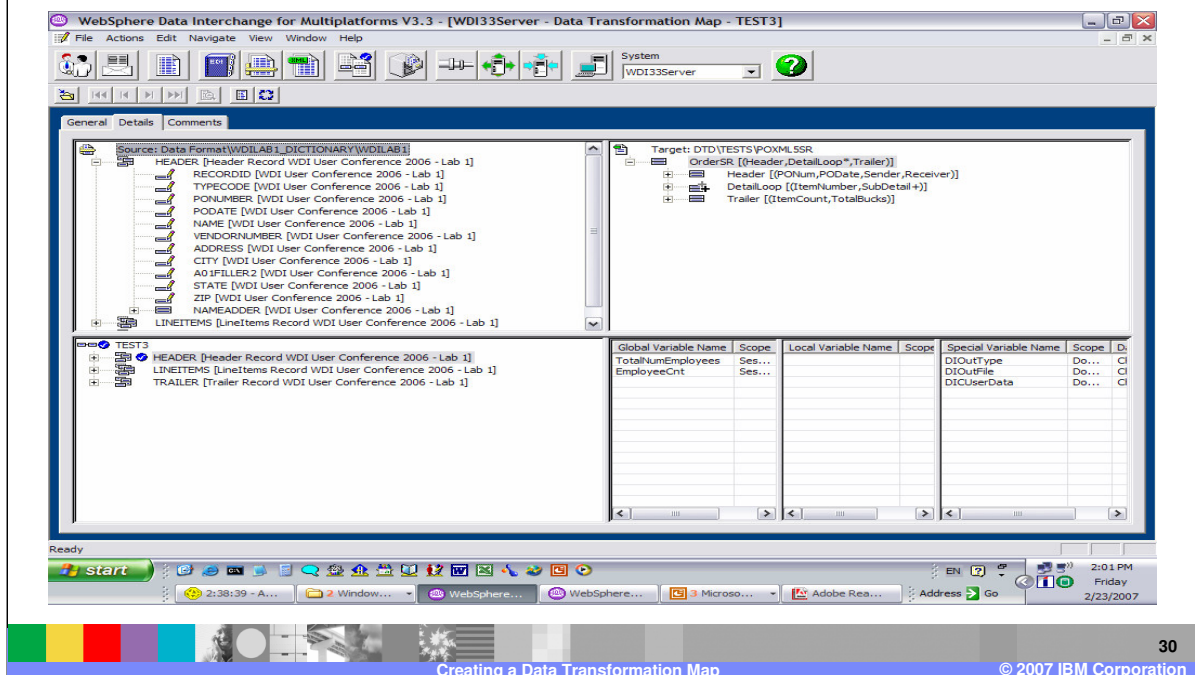 WebSphere Data Interchange for Multiplatforms V3.3 - [WDI33Server - Data Transformation Map - TEST3]
File Actions Edit Navigate View Window Help
System
WDI33Server
General Details Comments
Source: Data Format\WDILAB1_DICTIONARY\WDILAB1
HEADER [Header Record WDI User Conference 2006 - Lab 1]
RECORDID [WDI User Conference 2006 - Lab 1]
TYPECODE [WDI User Conference 2006 - Lab 1]
PONUMBER [WDI User Conference 2006 - Lab 1]
PODATE [WDI User Conference 2006 - Lab 1]
NAME [WDI User Conference 2006 - Lab 1]
VENDORNUMBER [WDI User Conference 2006 - Lab 1]
ADDRESS [WDI User Conference 2006 - Lab 1]
CITY [WDI User Conference 2006 - Lab 1]
A01FILLER2 [WDI User Conference 2006 - Lab 1]
STATE [WDI User Conference 2006 - Lab 1]
ZIP [WDI User Conference 2006 - Lab 1]
NAMEADDER [WDI User Conference 2006 - Lab 1]
LINEITEMS [LineItems Record WDI User Conference 2006 - Lab 1]
Target: DTD\TESTS\POXMLSSR
OrderSR [(Header,DetailLoop*,Trailer)]
Header [(PONum,PODate,Sender,Receiver)]
DetailLoop [(ItemNumber,SubDetail+)]
Trailer [(ItemCount,TotalBucks)]
TEST3
HEADER [Header Record WDI User Conference 2006 - Lab 1]
LINEITEMS [LineItems Record WDI User Conference 2006 - Lab 1]
TRAILER [Trailer Record WDI User Conference 2006 - Lab 1]
Global Variable Name Scope
TotalNumEmployees Ses...
EmployeeCnt Ses...
Local Variable Name Scope
Special Variable Name Scope D
DIOutType Do... Cl
DIOutFile Do... Cl
DICUserData Do... Cl
Ready
start
EN
2:01 PM
Friday
2/23/2007
2:38:39 - A... 2 Window... WebSphere... WebSphere... 3 Microso... Adobe Rea... Address Go
30
Creating a Data Transformation Map
© 2007 IBM Corporation